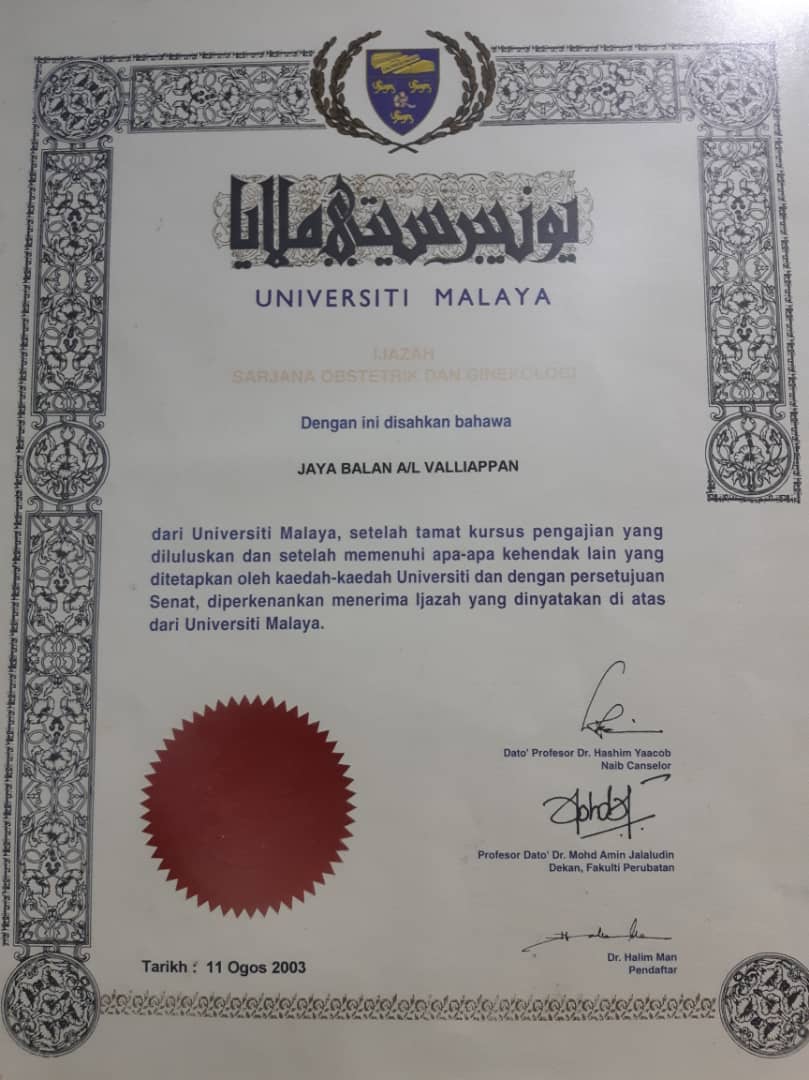 يونيبرسيتي ملايا
UNIVERSITI MALAYA
IJAZAH
SARJANA OBSTETRIK DAN GINEKOLOGI
Dengan ini disahkan bahawa
JAYA BALAN A/L VALLIAPPAN
dari Universiti Malaya, setelah tamat kursus pengajian yang
diluluskan dan setelah memenuhi apa-apa kehendak lain yang
ditetapkan oleh kaedah-kaedah Universiti dan dengan persetujuan
Senat, diperkenankan menerima Ijazah yang dinyatakan di atas
dari Universiti Malaya.
Dato' Profesor Dr. Hashim Yaacob
Naib Canselor
Profesor Dato' Dr. Mohd Amin Jalaludin
Dekan, Fakulti Perubatan
Dr. Halim Man
Pendaftar
Tarikh : 11 Ogos 2003